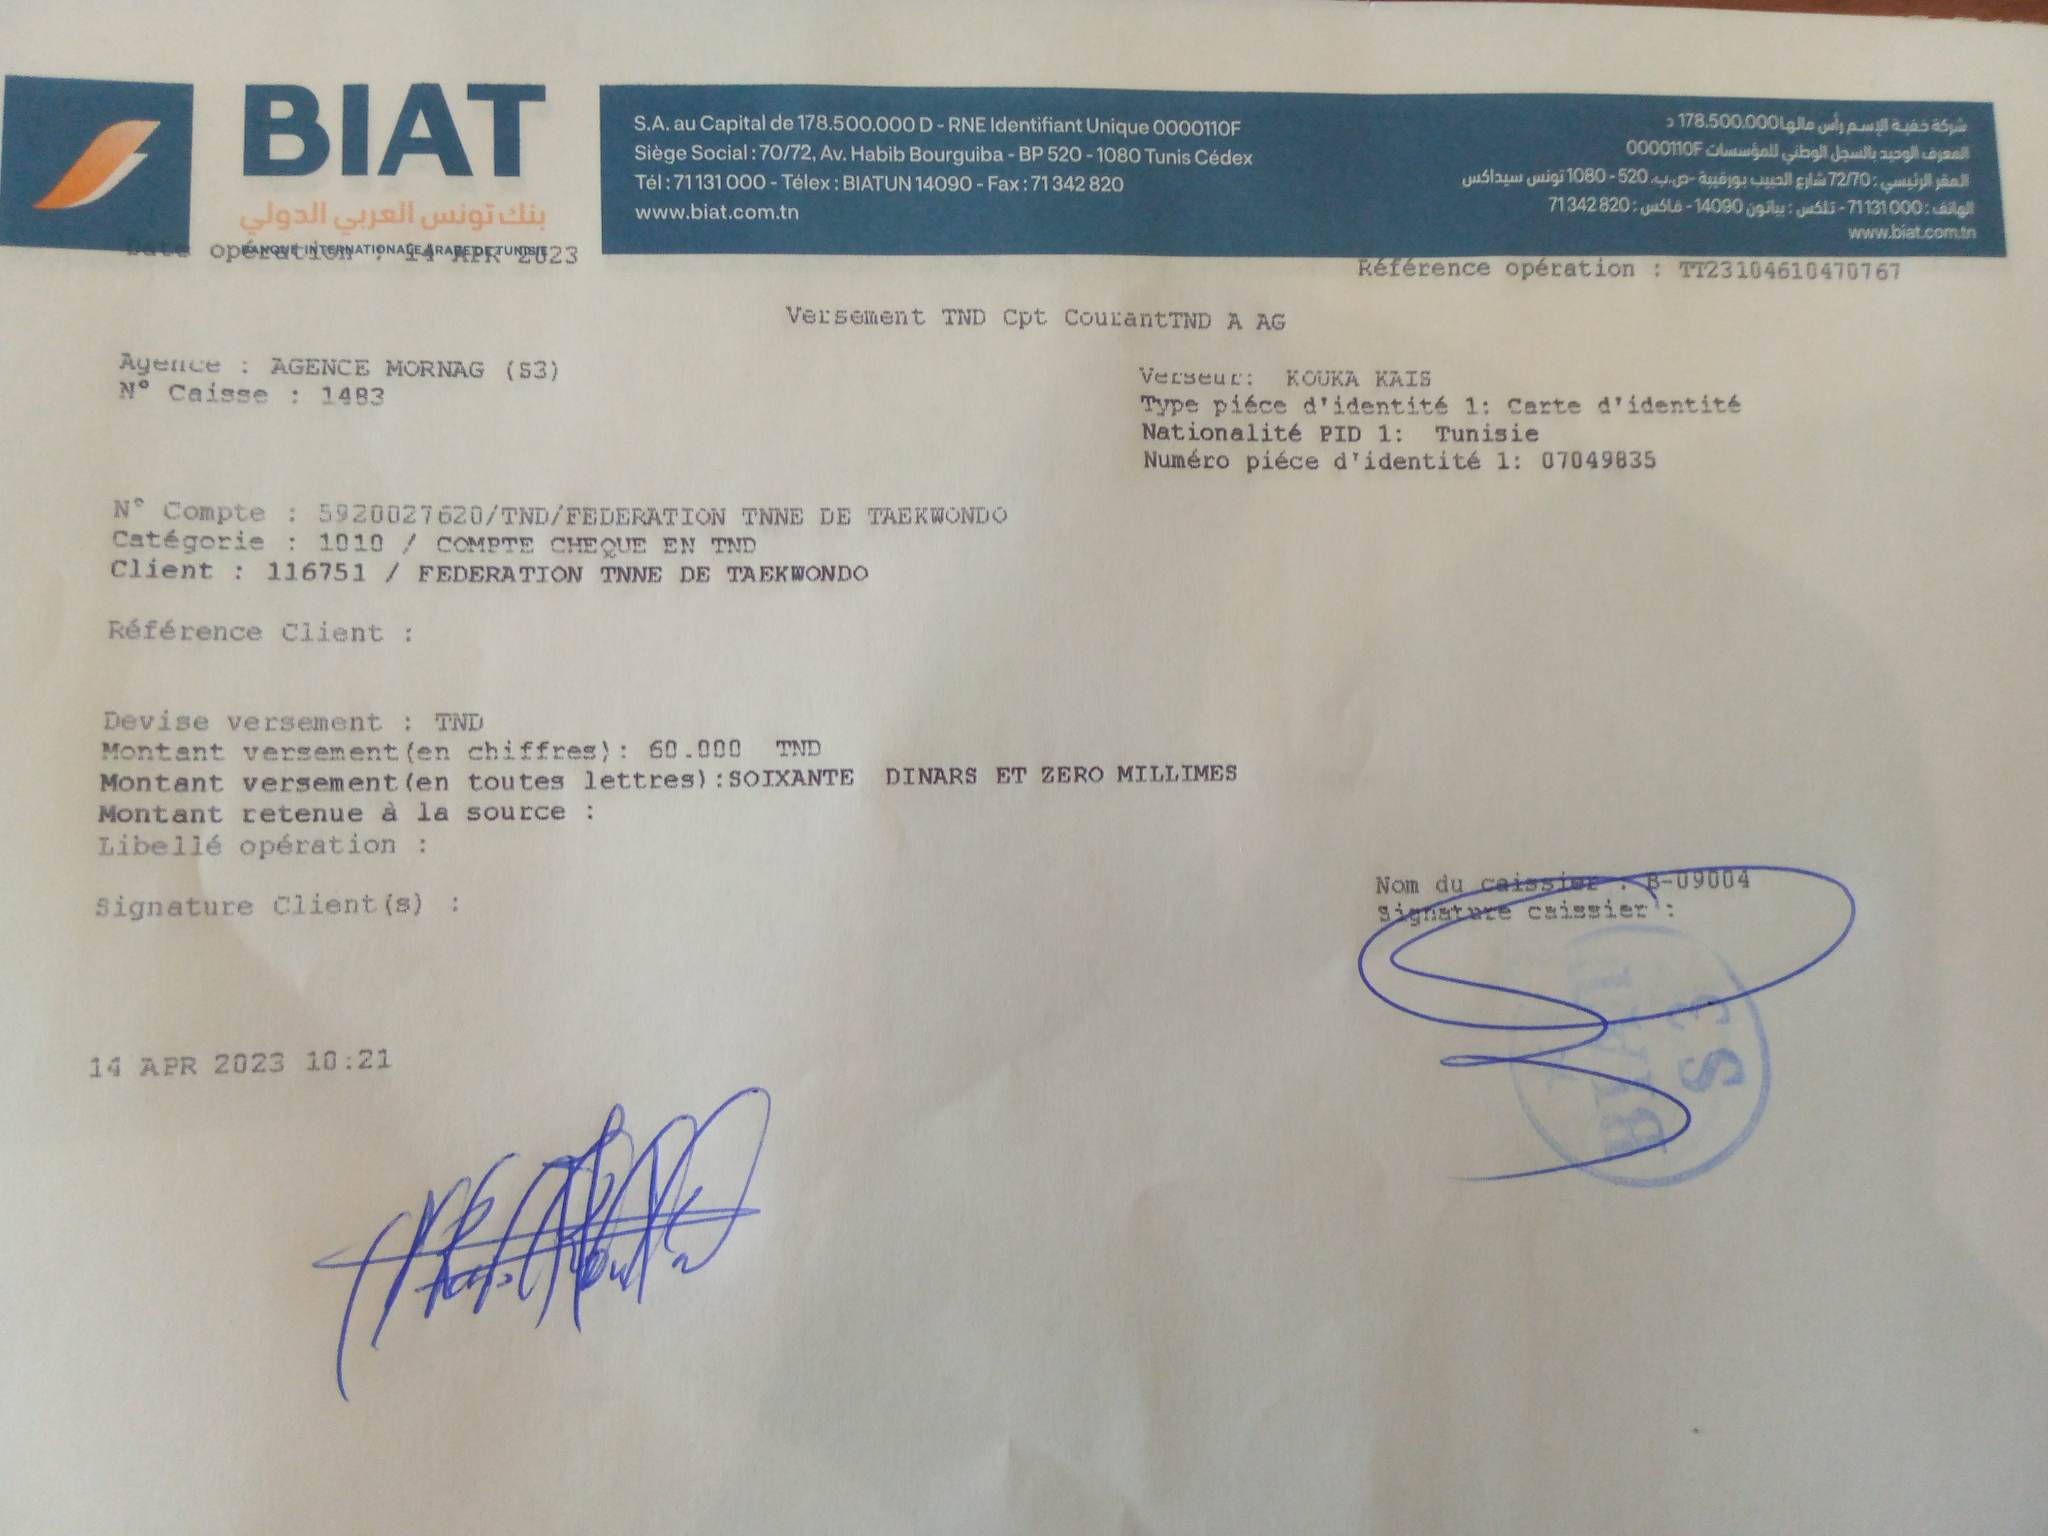 BIAT
بنك تونس العربي الدولي
BANQUE INTERNATIONALE ARABE DE TUNISIE
S.A. au Capital de 178.500.000 D - RNE Identifiant Unique 0000110F
Siège Social : 70/72, Av. Habib Bourguiba - BP 520 - 1080 Tunis Cédex
Tél : 71 131 000 - Télex : BIATUN 14090 - Fax : 71 342 820
www.biat.com.tn
شركة خفية الإسم رأس مالها 178.500.000 د
المعرف الوحيد بالسجل الوطني للمؤسسات 0000110F
المقر الرئيسي : 72/70 شارع الحبيب بورقيبة -ص.ب. 520 - 1080 تونس سيداكس
الهاتف : 71 131 000 - تلكس : بياتون 14090 - فاكس : 71 342 820
www.biat.com.tn
Date opération : 14 APR 2023
Référence opération : TT23104610470767
Versement TND Cpt CourantTND A AG
Agence : AGENCE MORNAG (S3)
N° Caisse : 1483
Verseur: KOUKA KAIS
Type piéce d'identité 1: Carte d'identité
Nationalité PID 1: Tunisie
Numéro piéce d'identité 1: 07049835
N° Compte : 5920027620/TND/FEDERATION TNNE DE TAEKWONDO
Catégorie : 1010 / COMPTE CHEQUE EN TND
Client : 116751 / FEDERATION TNNE DE TAEKWONDO
Référence Client :
Devise versement : TND
Montant versement(en chiffres): 60.000 TND
Montant versement(en toutes lettres):SOIXANTE DINARS ET ZERO MILLIMES
Montant retenue à la source :
Libellé opération :
Signature Client(s) :
Nom du caissier : B-09004
Signature caissier :
S3
14 APR 2023 10:21